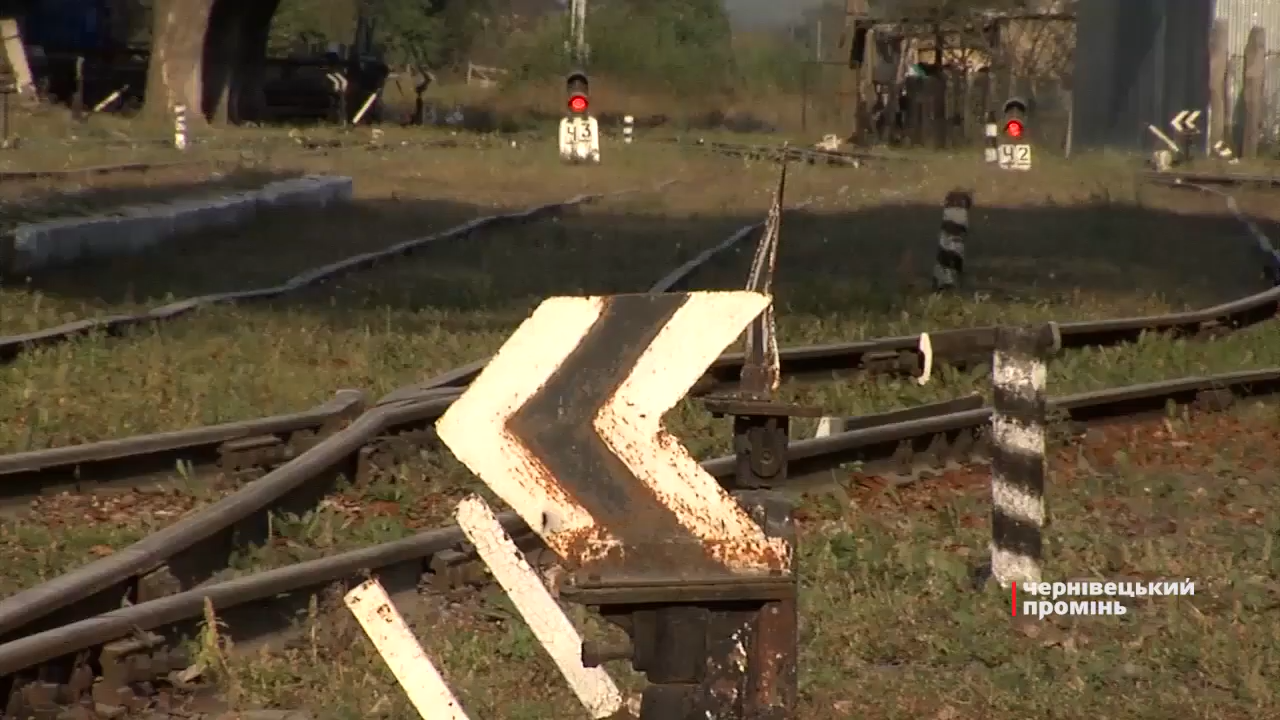 Ч3
Ч2
чернівецький
промінь